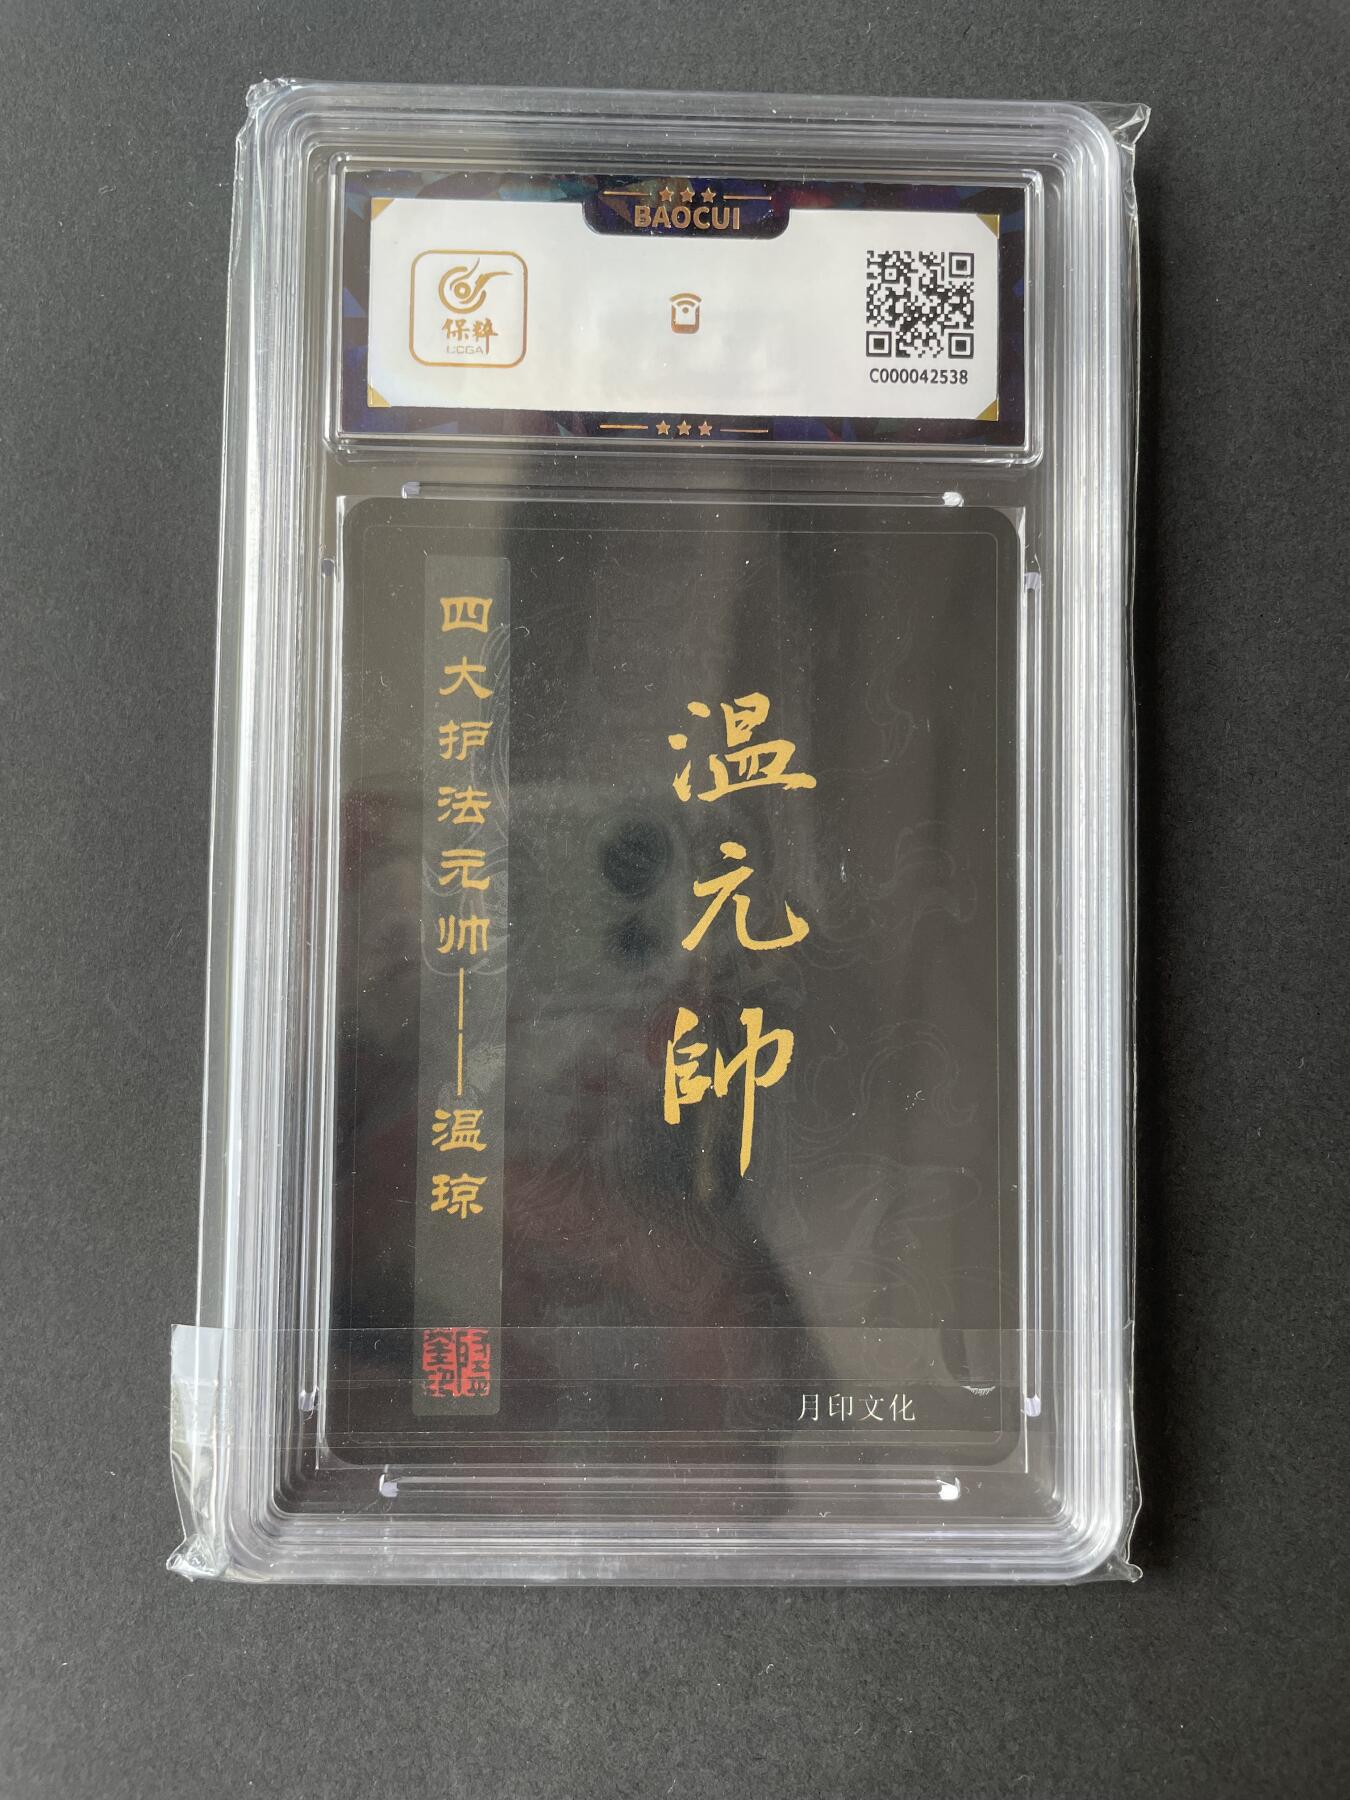 BAOCUI
保粹
LCGA
C000042538
温元帥
四大护法元帅——温琼
月印文化